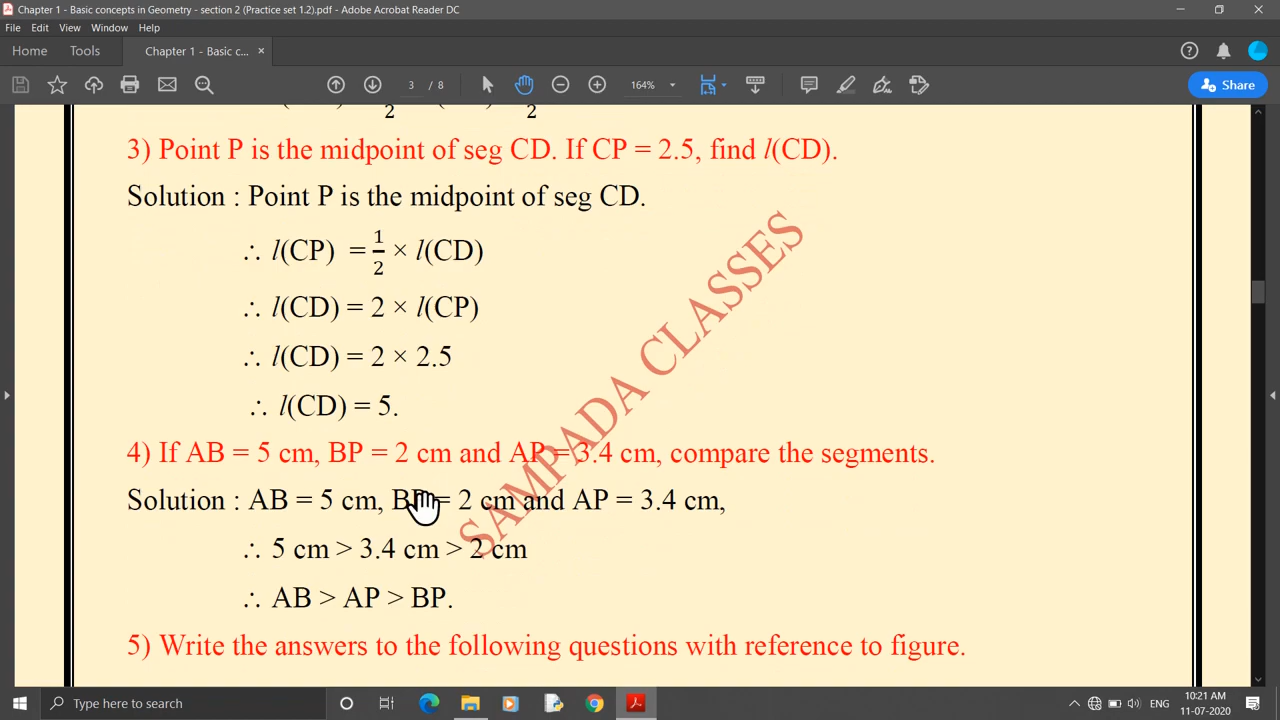 Chapter 1 - Basic concepts in Geometry - section 2 (Practice set 1.2).pdf - Adobe Acrobat Reader DC
File Edit View Window Help
Home Tools Chapter 1 - Basic c... ×
3 / 8 164% Share
2 2
3) Point P is the midpoint of seg CD. If CP = 2.5, find l(CD).
Solution : Point P is the midpoint of seg CD.
∴ l(CP) = 1/2 × l(CD)
∴ l(CD) = 2 × l(CP)
∴ l(CD) = 2 × 2.5
∴ l(CD) = 5.
4) If AB = 5 cm, BP = 2 cm and AP = 3.4 cm, compare the segments.
Solution : AB = 5 cm, BP = 2 cm and AP = 3.4 cm,
∴ 5 cm > 3.4 cm > 2 cm
∴ AB > AP > BP.
5) Write the answers to the following questions with reference to figure.
SAMPADA CLASSES
Type here to search
ENG 10:21 AM
11-07-2020